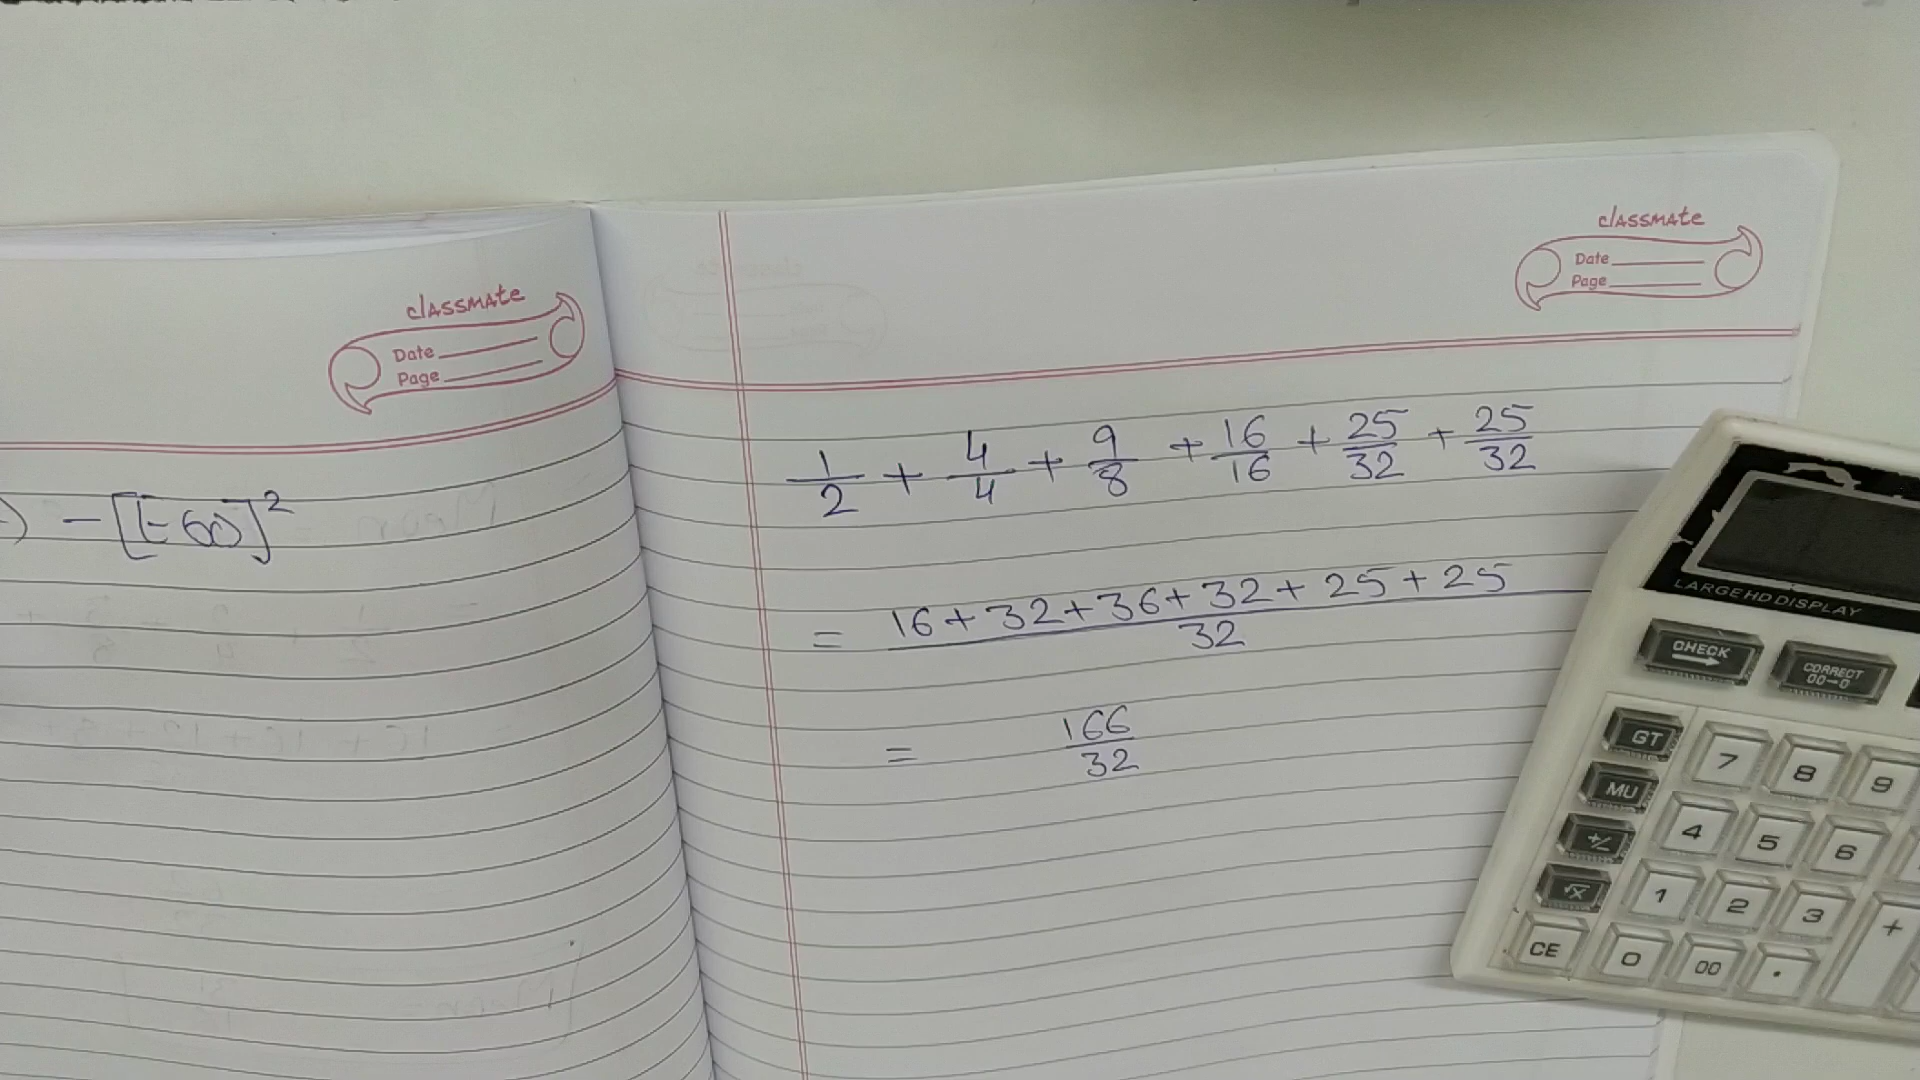 classmate
Date
Page
) - [(-60)]²
classmate
Date
Page
1/2 + 4/4 + 9/8 + 16/16 + 25/32 + 25/32
= 16+32+36+32+25+25/32
= 166/32
LARGE HD DISPLAY
CHECK →
CORRECT 00→0
GT 7 8 9
MU 4 5 6
+/-
√x 1 2 3 +
CE 0 00 .